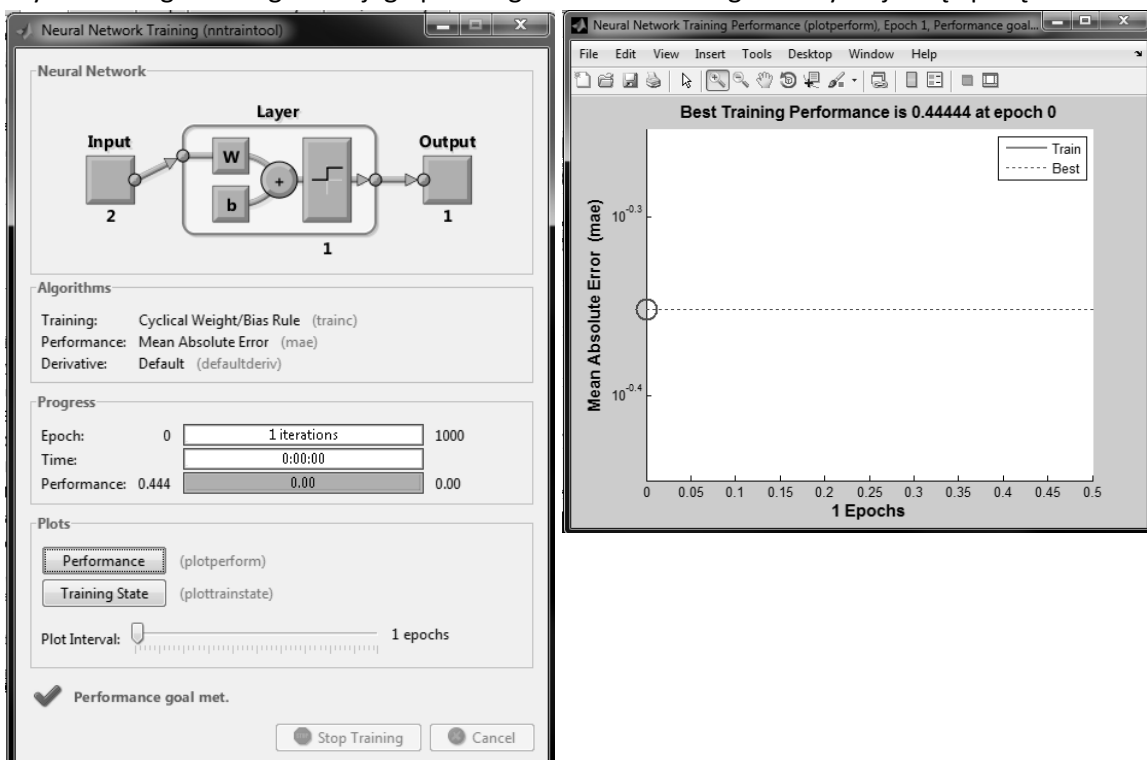 Neural Network Training (nntraintool)
Neural Network
Layer
Input
Output
W
b
+
2
1
1
Algorithms
Training: Cyclical Weight/Bias Rule (trainc)
Performance: Mean Absolute Error (mae)
Derivative: Default (defaultderiv)
Progress
Epoch: 0 1 iterations 1000
Time: 0:00:00
Performance: 0.444 0.00 0.00
Plots
Performance (plotperform)
Training State (plottrainstate)
Plot Interval: 1 epochs
Performance goal met.
Stop Training Cancel
Neural Network Training Performance (plotperform), Epoch 1, Performance goal...
File Edit View Insert Tools Desktop Window Help
Best Training Performance is 0.44444 at epoch 0
Train
Best
Mean Absolute Error (mae)
10^-0.3
10^-0.4
0 0.05 0.1 0.15 0.2 0.25 0.3 0.35 0.4 0.45 0.5
1 Epochs